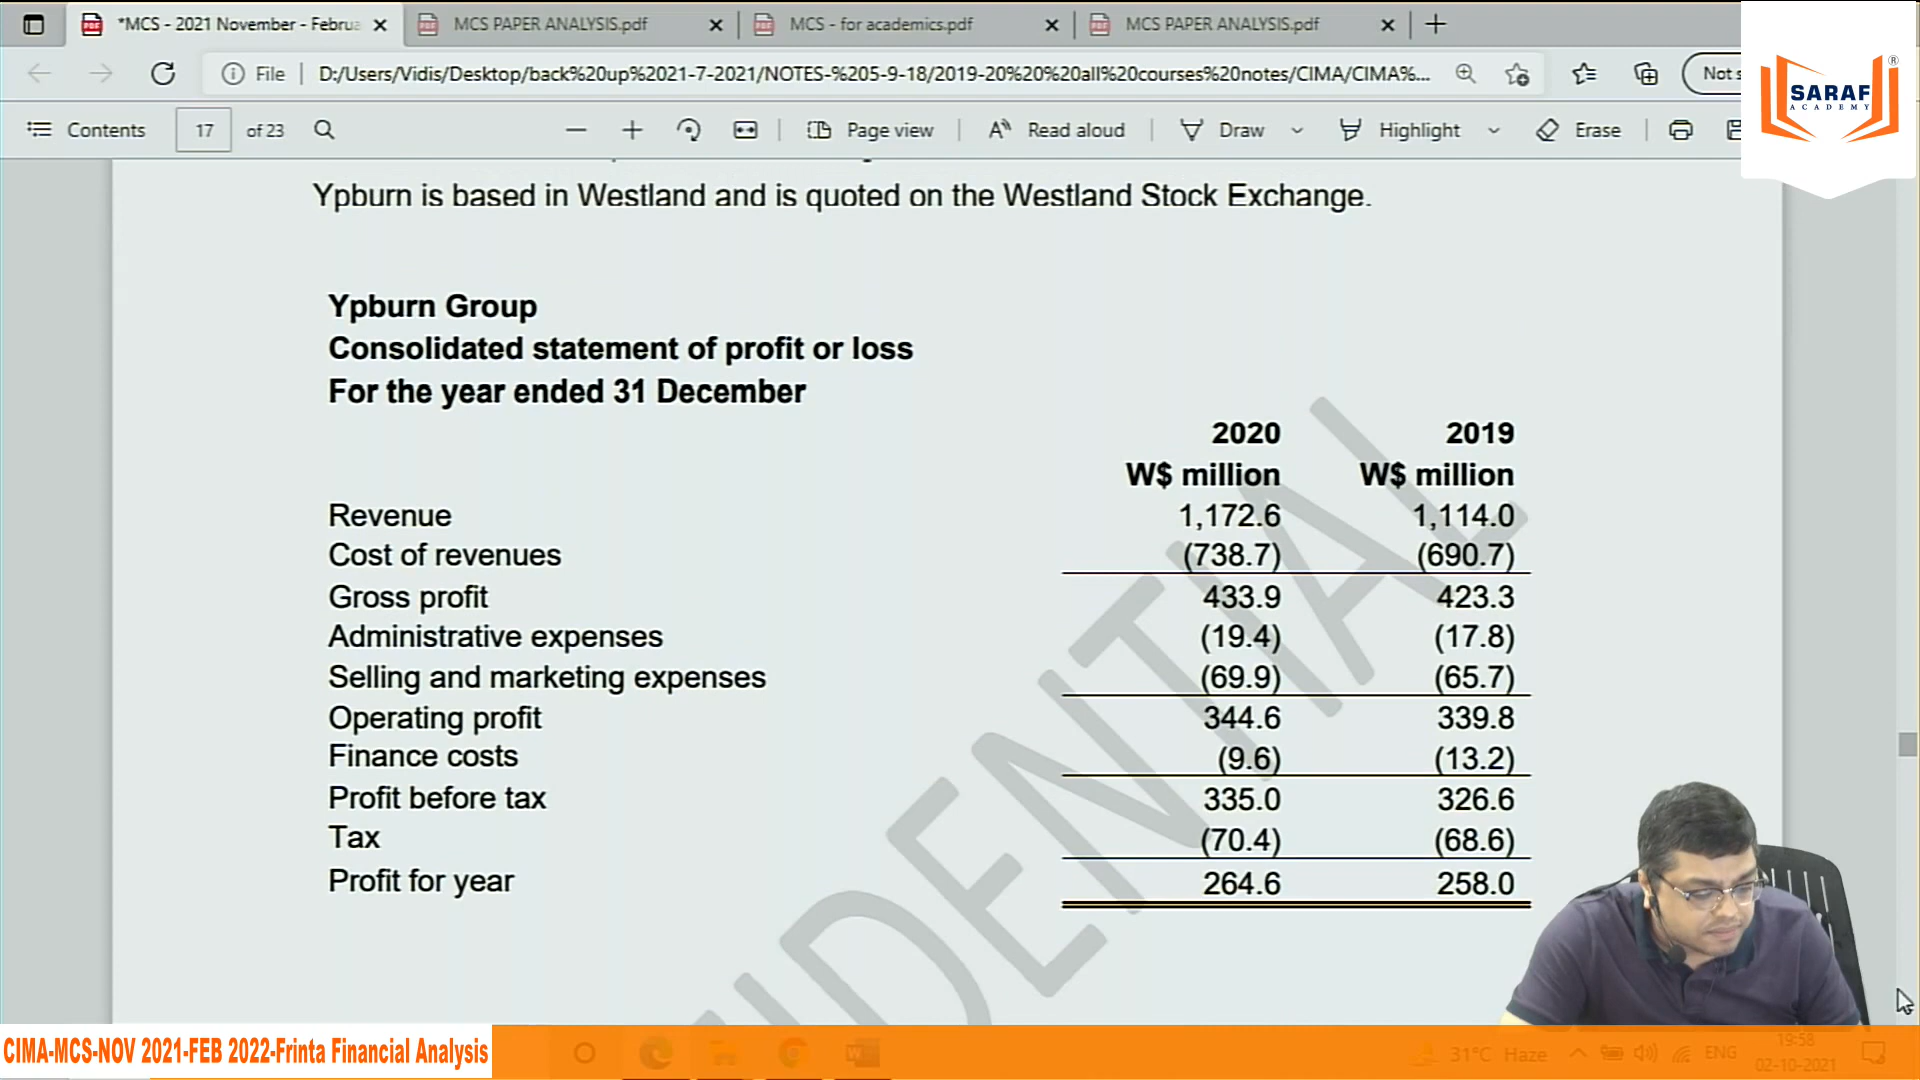 *MCS - 2021 November - Februa
MCS PAPER ANALYSIS.pdf
MCS - for academics.pdf
MCS PAPER ANALYSIS.pdf
File
D:/Users/Vidis/Desktop/back%20up%2021-7-2021/NOTES-%205-9-18/2019-20%20%20all%20courses%20notes/CIMA/CIMA%...
Not s
SARAF
ACADEMY
®
Contents
17
of 23
Page view
Read aloud
Draw
Highlight
Erase
Ypburn is based in Westland and is quoted on the Westland Stock Exchange.
Ypburn Group
Consolidated statement of profit or loss
For the year ended 31 December
2020 2019
W$ million W$ million
Revenue 1,172.6 1,114.0
Cost of revenues (738.7) (690.7)
Gross profit 433.9 423.3
Administrative expenses (19.4) (17.8)
Selling and marketing expenses (69.9) (65.7)
Operating profit 344.6 339.8
Finance costs (9.6) (13.2)
Profit before tax 335.0 326.6
Tax (70.4) (68.6)
Profit for year 264.6 258.0
IDENTIAL
CIMA-MCS-NOV 2021-FEB 2022-Frinta Financial Analysis
31°C Haze
ENG
19:58
02-10-2021